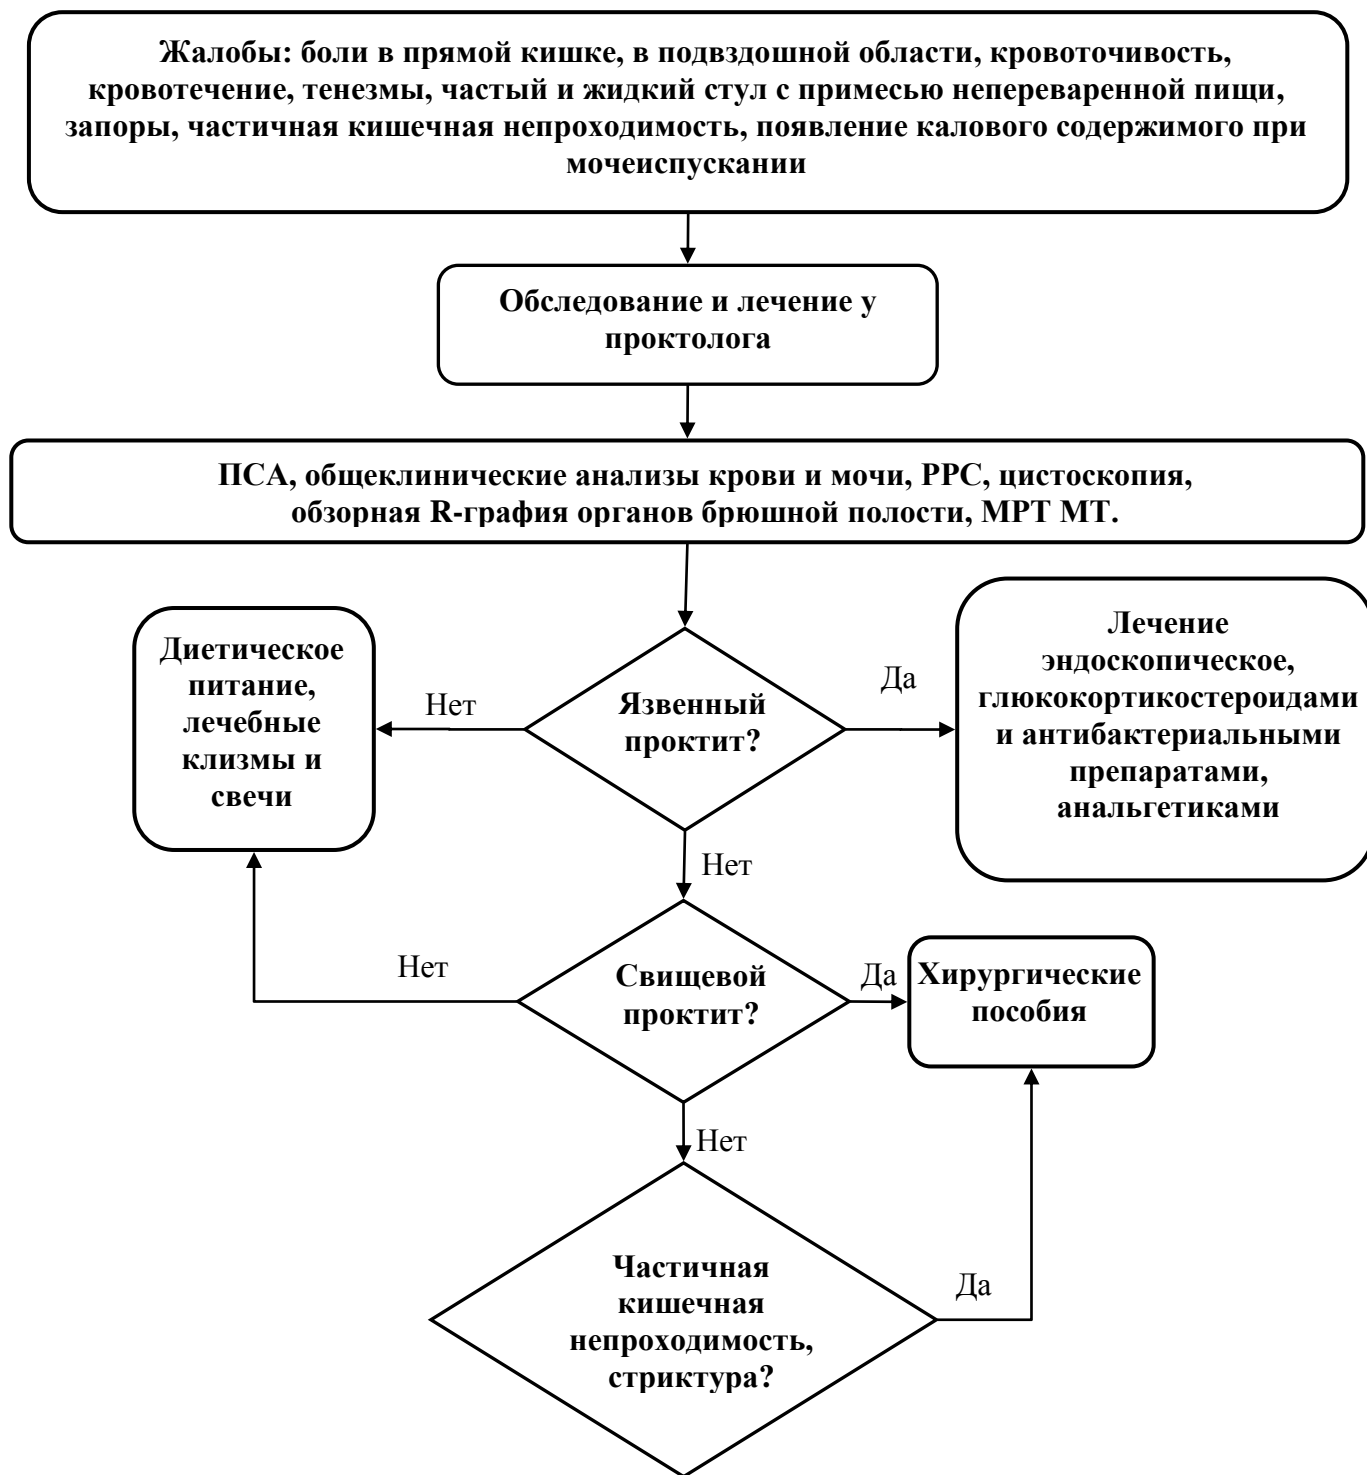 Жалобы: боли в прямой кишке, в подвздошной области, кровоточивость,
кровотечение, тенезмы, частый и жидкий стул с примесью непереваренной пищи,
запоры, частичная кишечная непроходимость, появление калового содержимого при
мочеиспускании
Обследование и лечение у
проктолога
ПСА, общеклинические анализы крови и мочи, РРС, цистоскопия,
обзорная R-графия органов брюшной полости, МРТ МТ.
Диетическое
питание,
лечебные
клизмы и
свечи
Нет
Язвенный
проктит?
Да
Лечение
эндоскопическое,
глюкокортикостероидами
и антибактериальными
препаратами,
анальгетиками
Нет
Нет
Свищевой
проктит?
Да
Хирургические
пособия
Нет
Частичная
кишечная
непроходимость,
стриктура?
Да